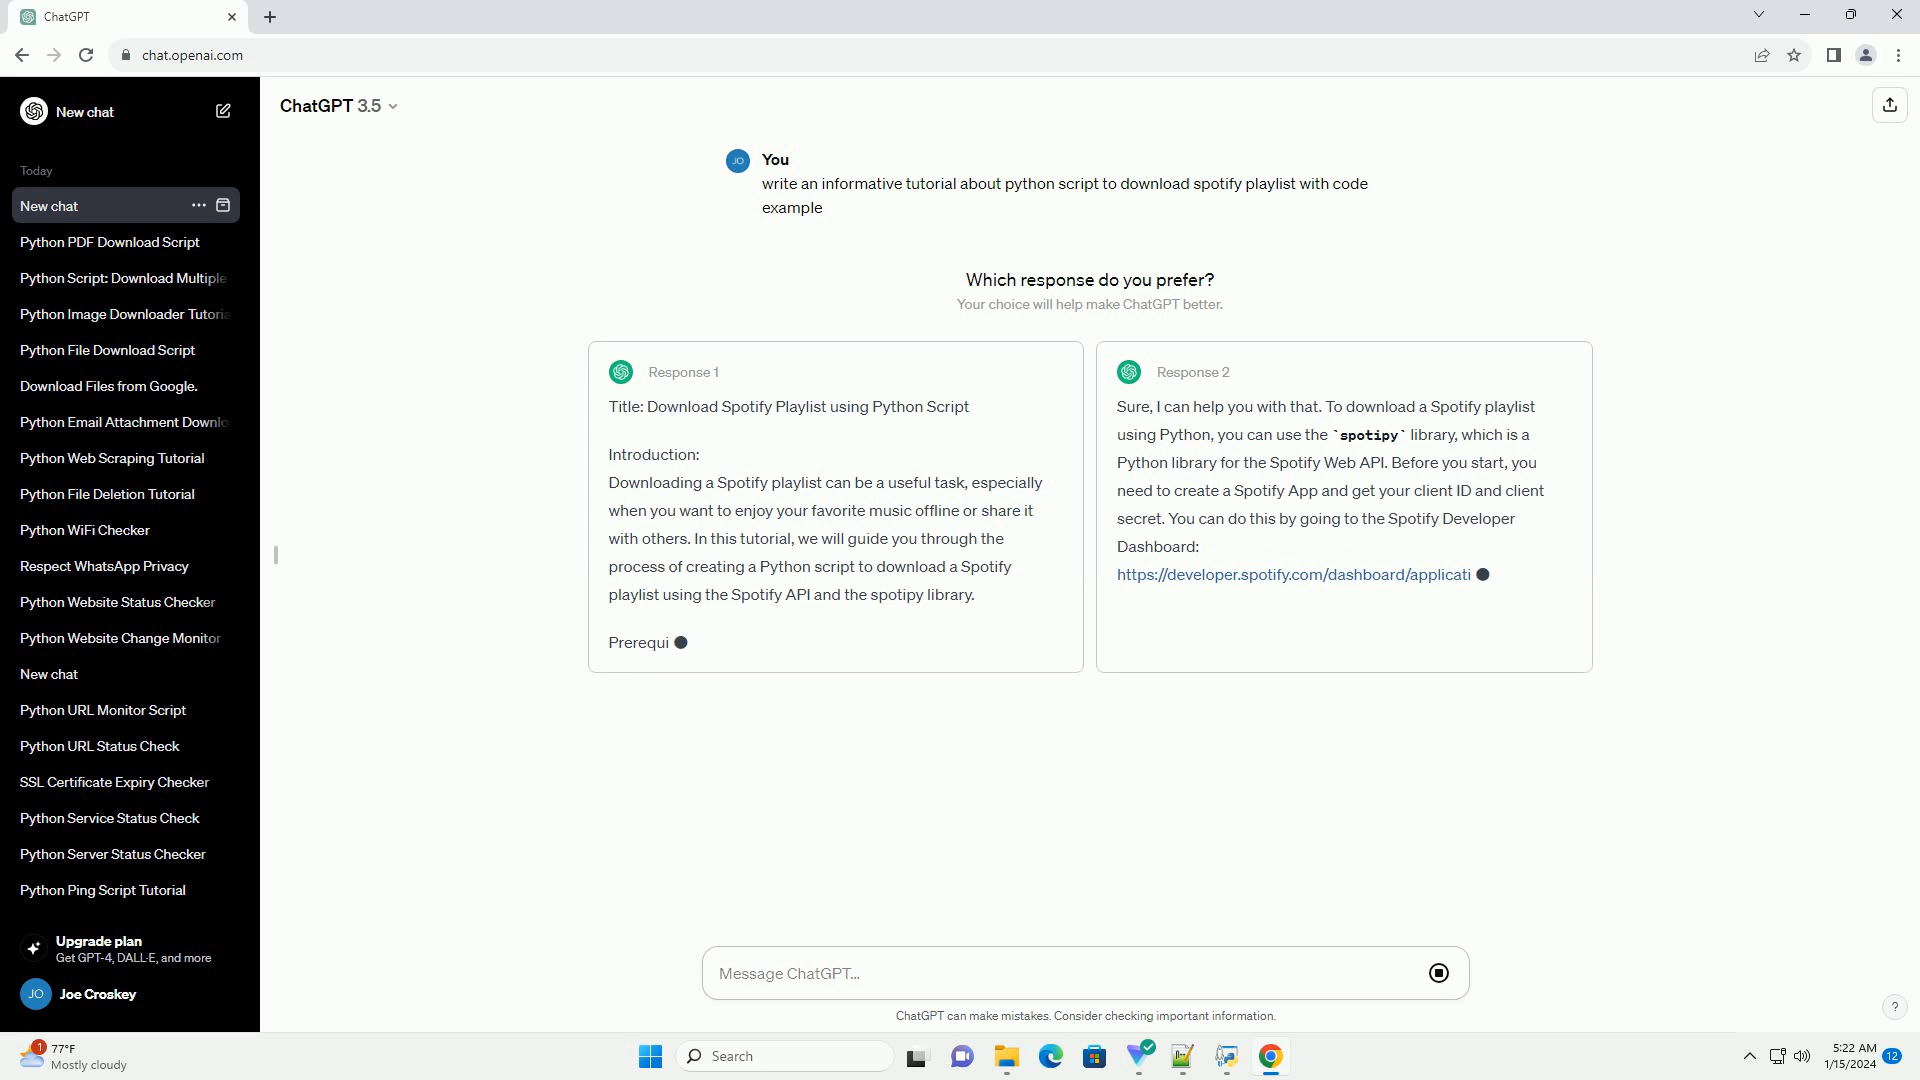 ChatGPT
chat.openai.com
New chat
Today
New chat
Python PDF Download Script
Python Script: Download Multiple
Python Image Downloader Tutoria
Python File Download Script
Download Files from Google.
Python Email Attachment Downlo
Python Web Scraping Tutorial
Python File Deletion Tutorial
Python WiFi Checker
Respect WhatsApp Privacy
Python Website Status Checker
Python Website Change Monitor
New chat
Python URL Monitor Script
Python URL Status Check
SSL Certificate Expiry Checker
Python Service Status Check
Python Server Status Checker
Python Ping Script Tutorial
Upgrade plan
Get GPT-4, DALL·E, and more
JO Joe Croskey
ChatGPT 3.5
JO You
write an informative tutorial about python script to download spotify playlist with code
example
Which response do you prefer?
Your choice will help make ChatGPT better.
Response 1
Title: Download Spotify Playlist using Python Script
Introduction:
Downloading a Spotify playlist can be a useful task, especially
when you want to enjoy your favorite music offline or share it
with others. In this tutorial, we will guide you through the
process of creating a Python script to download a Spotify
playlist using the Spotify API and the spotipy library.
Prerequi
Response 2
Sure, I can help you with that. To download a Spotify playlist
using Python, you can use the `spotipy` library, which is a
Python library for the Spotify Web API. Before you start, you
need to create a Spotify App and get your client ID and client
secret. You can do this by going to the Spotify Developer
Dashboard:
https://developer.spotify.com/dashboard/applicati
Message ChatGPT...
ChatGPT can make mistakes. Consider checking important information.
?
1
77°F
Mostly cloudy
Search
5:22 AM
1/15/2024
12